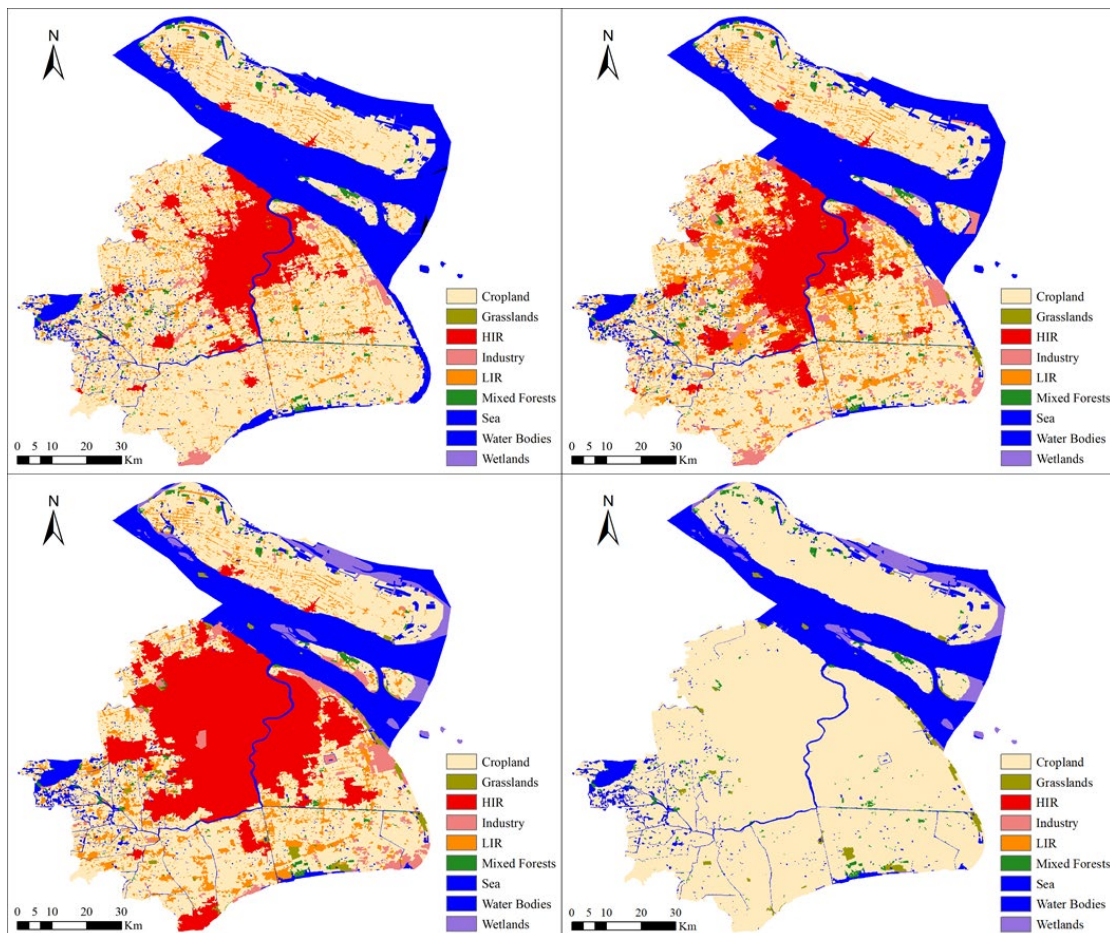 N
Cropland
Grasslands
HIR
Industry
LIR
Mixed Forests
Sea
Water Bodies
Wetlands
0 5 10 20 30
Km
N
Cropland
Grasslands
HIR
Industry
LIR
Mixed Forests
Sea
Water Bodies
Wetlands
0 5 10 20 30
Km
N
Cropland
Grasslands
HIR
Industry
LIR
Mixed Forests
Sea
Water Bodies
Wetlands
0 5 10 20 30
Km
N
Cropland
Grasslands
HIR
Industry
LIR
Mixed Forests
Sea
Water Bodies
Wetlands
0 5 10 20 30
Km